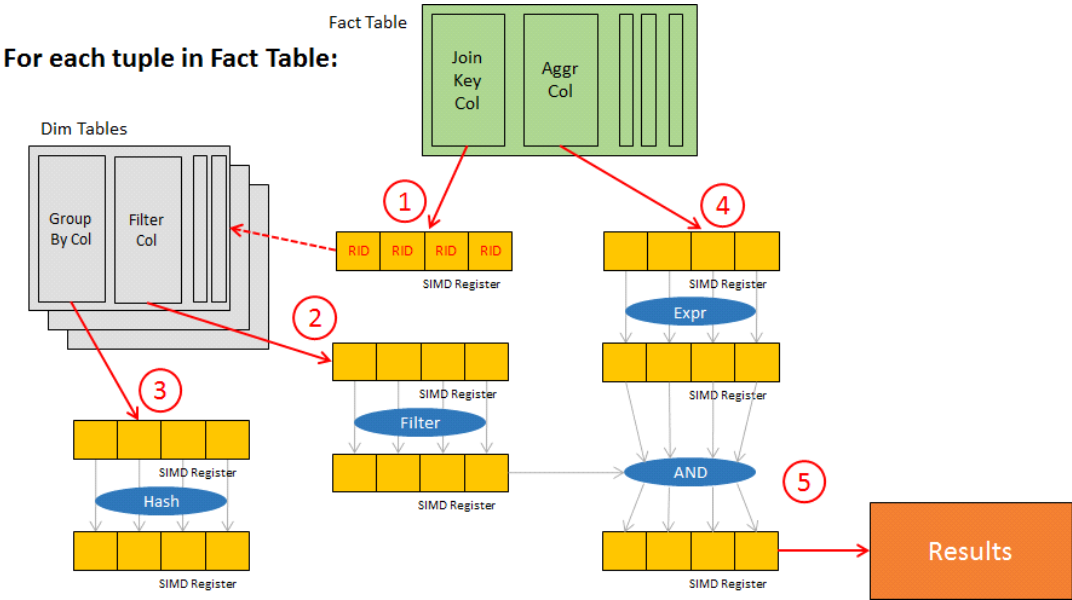 Fact Table
For each tuple in Fact Table:
Join
Key
Col
Aggr
Col
Dim Tables
Group
By Col
Filter
Col
1
RID RID RID RID
SIMD Register
4
SIMD Register
Expr
2
SIMD Register
Filter
SIMD Register
SIMD Register
3
SIMD Register
Hash
SIMD Register
AND
5
SIMD Register
Results